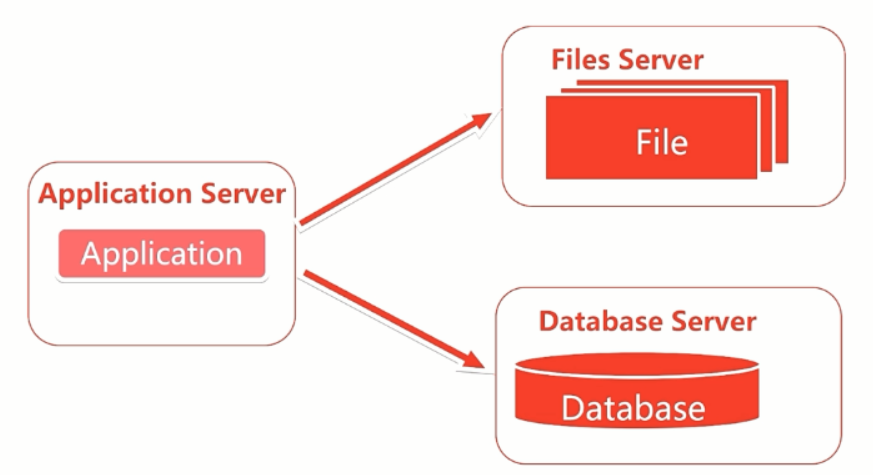 Files Server
File
Application Server
Application
Database Server
Database